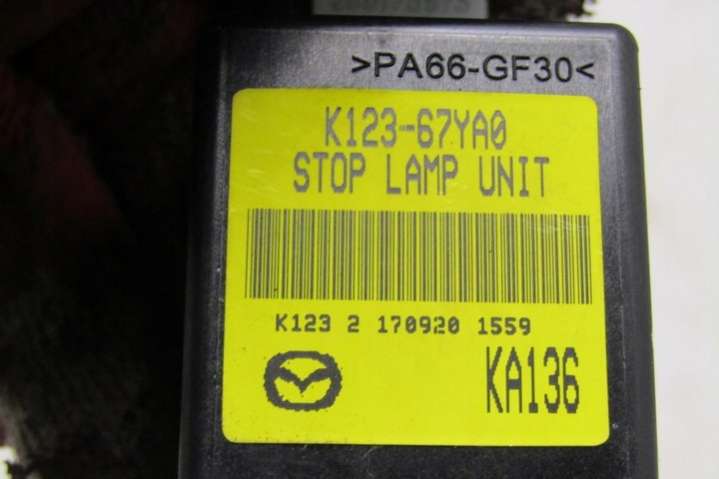 >PA66-GF30<
K123-67YA0
STOP LAMP UNIT
K123 2 170920 1559
KA136